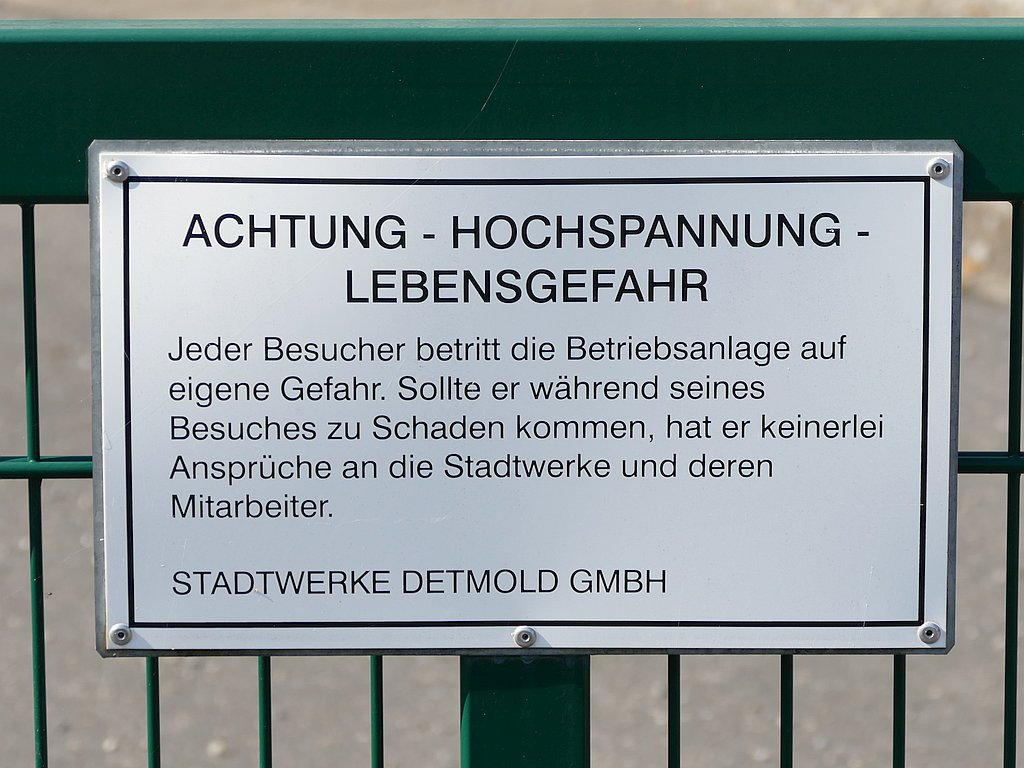 ACHTUNG - HOCHSPANNUNG -
LEBENSGEFAHR
Jeder Besucher betritt die Betriebsanlage auf
eigene Gefahr. Sollte er während seines
Besuches zu Schaden kommen, hat er keinerlei
Ansprüche an die Stadtwerke und deren
Mitarbeiter.
STADTWERKE DETMOLD GMBH